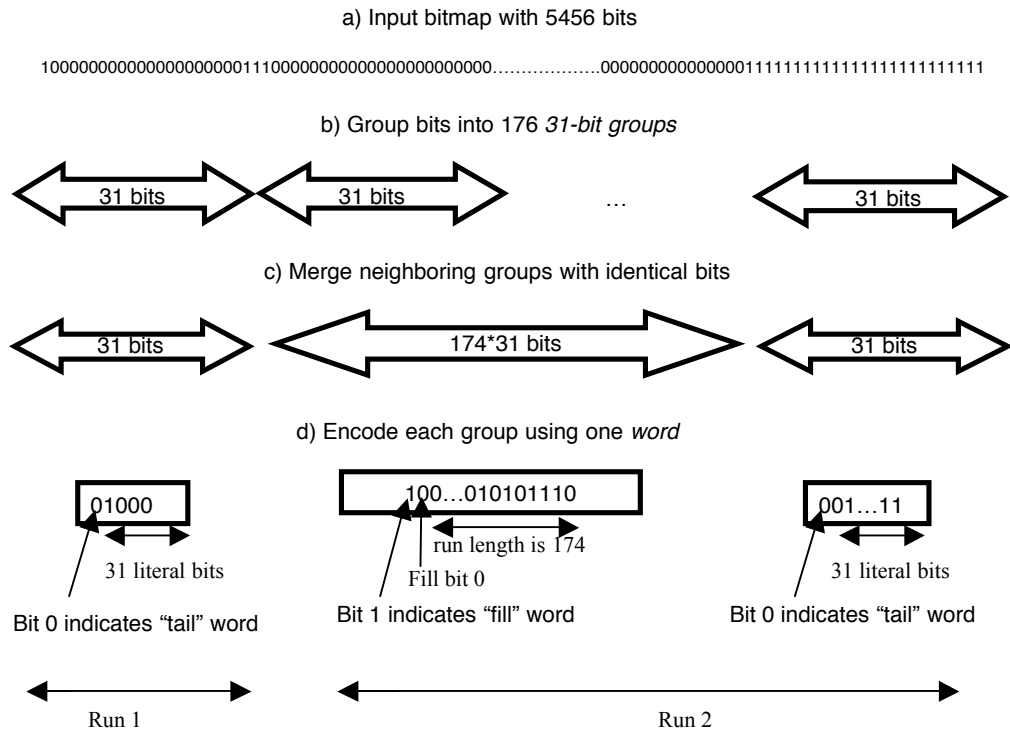 a) Input bitmap with 5456 bits
1000000000000000000000111000000000000000000000000000………………..0000000000000000111111111111111111111111111
b) Group bits into 176 31-bit groups
31 bits 31 bits … 31 bits
c) Merge neighboring groups with identical bits
31 bits 174*31 bits 31 bits
d) Encode each group using one word
01000 100…010101110 001…11
run length is 174
31 literal bits Fill bit 0 31 literal bits
Bit 0 indicates “tail” word Bit 1 indicates “fill” word Bit 0 indicates “tail” word
Run 1 Run 2